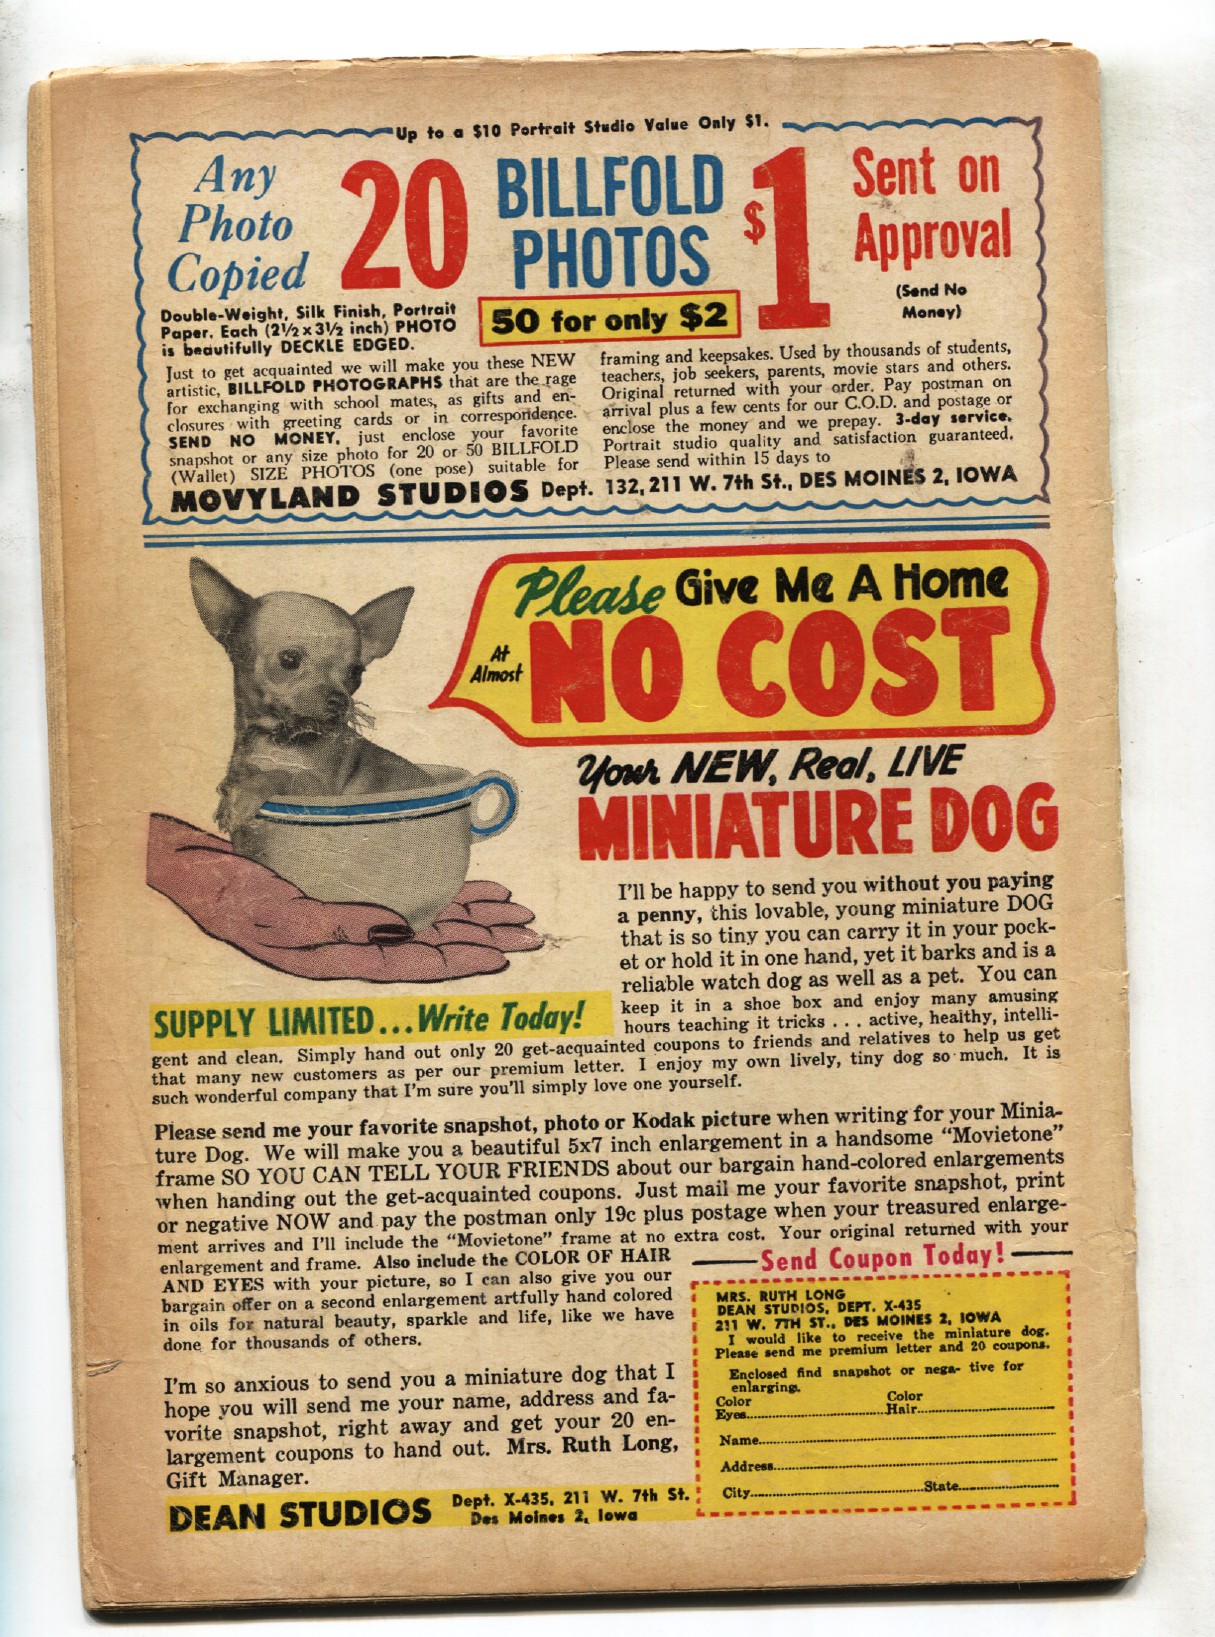 Up to a $10 Portrait Studio Value Only $1.
Any
Photo
Copied
20
BILLFOLD
PHOTOS
50 for only $2
$1
Sent on
Approval
(Send No
Money)
Double-Weight, Silk Finish, Portrait
Paper. Each (2½ x 3½ inch) PHOTO
is beautifully DECKLE EDGED.
Just to get acquainted we will make you these NEW
artistic, BILLFOLD PHOTOGRAPHS that are the rage
for exchanging with school mates, as gifts and en-
closures with greeting cards or in correspondence.
SEND NO MONEY, just enclose your favorite
snapshot or any size photo for 20 or 50 BILLFOLD
(Wallet) SIZE PHOTOS (one pose) suitable for
framing and keepsakes. Used by thousands of students,
teachers, job seekers, parents, movie stars and others.
Original returned with your order. Pay postman on
arrival plus a few cents for our C.O.D. and postage or
enclose the money and we prepay. 3-day service.
Portrait studio quality and satisfaction guaranteed.
Please send within 15 days to
MOVYLAND STUDIOS Dept. 132, 211 W. 7th St., DES MOINES 2, IOWA
Please Give Me A Home
At
Almost
NO COST
Your NEW, Real, LIVE
MINIATURE DOG
I'll be happy to send you without you paying
a penny, this lovable, young miniature DOG
that is so tiny you can carry it in your pock-
et or hold it in one hand, yet it barks and is a
reliable watch dog as well as a pet. You can
keep it in a shoe box and enjoy many amusing
hours teaching it tricks . . . active, healthy, intelli-
SUPPLY LIMITED...Write Today!
gent and clean. Simply hand out only 20 get-acquainted coupons to friends and relatives to help us get
that many new customers as per our premium letter. I enjoy my own lively, tiny dog so much. It is
such wonderful company that I'm sure you'll simply love one yourself.
Please send me your favorite snapshot, photo or Kodak picture when writing for your Minia-
ture Dog. We will make you a beautiful 5x7 inch enlargement in a handsome "Movietone"
frame SO YOU CAN TELL YOUR FRIENDS about our bargain hand-colored enlargements
when handing out the get-acquainted coupons. Just mail me your favorite snapshot, print
or negative NOW and pay the postman only 19c plus postage when your treasured enlarge-
ment arrives and I'll include the "Movietone" frame at no extra cost. Your original returned with your
enlargement and frame. Also include the COLOR OF HAIR
AND EYES with your picture, so I can also give you our
bargain offer on a second enlargement artfully hand colored
in oils for natural beauty, sparkle and life, like we have
done for thousands of others.
I'm so anxious to send you a miniature dog that I
hope you will send me your name, address and fa-
vorite snapshot, right away and get your 20 en-
largement coupons to hand out. Mrs. Ruth Long,
Gift Manager.
DEAN STUDIOS
Dept. X-435, 211 W. 7th St.
Des Moines 2, Iowa
Send Coupon Today!
MRS. RUTH LONG
DEAN STUDIOS, DEPT. X-435
211 W. 7TH ST., DES MOINES 2, IOWA
I would like to receive the miniature dog.
Please send me premium letter and 20 coupons.
Enclosed find snapshot or nega- tive for
enlarging.
Color Color
Eyes Hair
Name
Address
City State